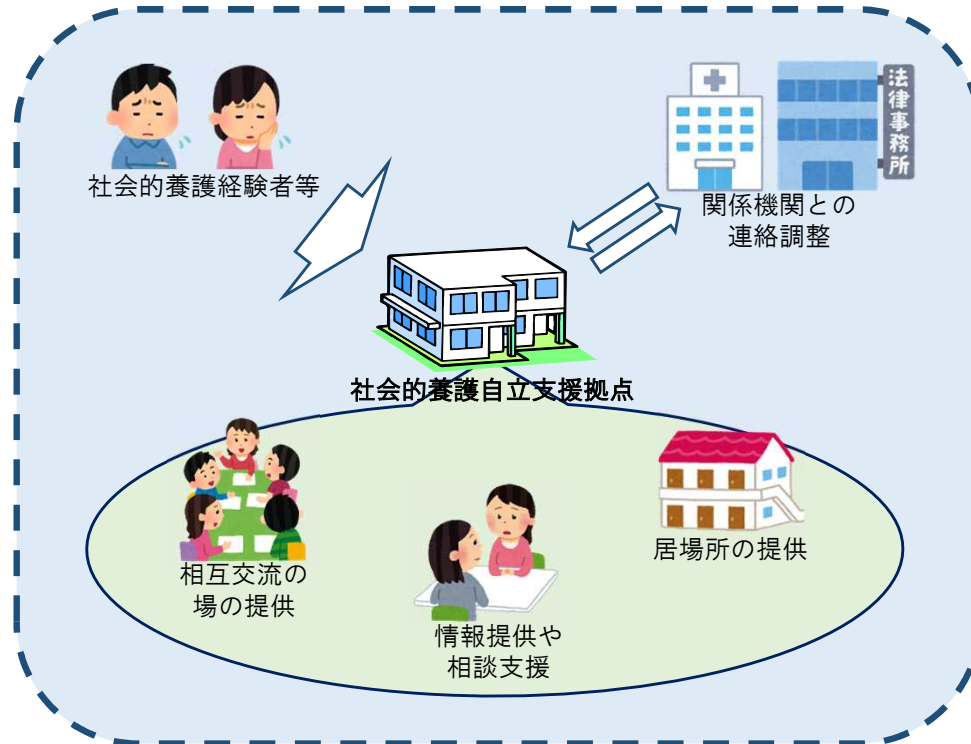 社会的養護経験者等
法律事務所
関係機関との
連絡調整
社会的養護自立支援拠点
相互交流の
場の提供
情報提供や
相談支援
居場所の提供